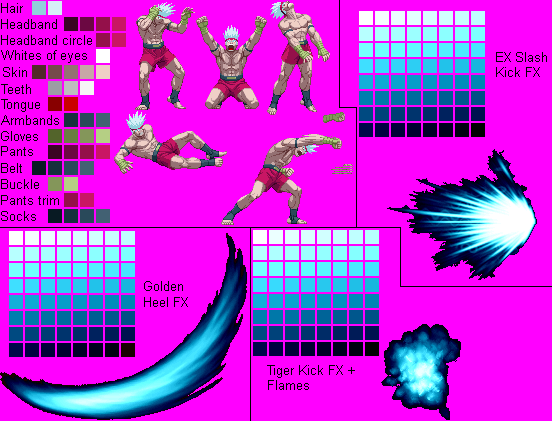 Hair
Headband
Headband circle
Whites of eyes
Skin
Teeth
Tongue
Armbands
Gloves
Pants
Belt
Buckle
Pants trim
Socks
EX Slash
Kick FX
Golden
Heel FX
Tiger Kick FX +
Flames